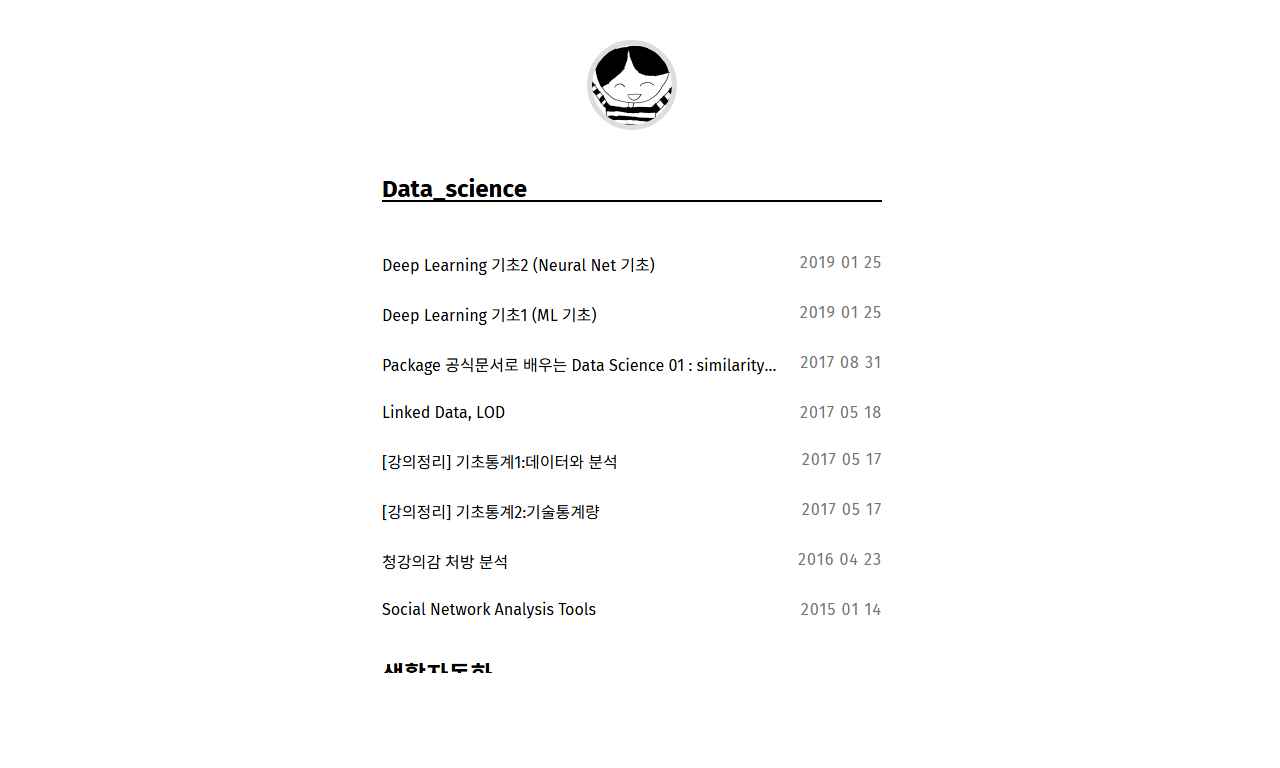 Data_science
Deep Learning 기초2 (Neural Net 기초) 2019 01 25
Deep Learning 기초1 (ML 기초) 2019 01 25
Package 공식문서로 배우는 Data Science 01 : similarity... 2017 08 31
Linked Data, LOD 2017 05 18
[강의정리] 기초통계1:데이터와 분석 2017 05 17
[강의정리] 기초통계2:기술통계량 2017 05 17
청강의감 처방 분석 2016 04 23
Social Network Analysis Tools 2015 01 14
생활자동화